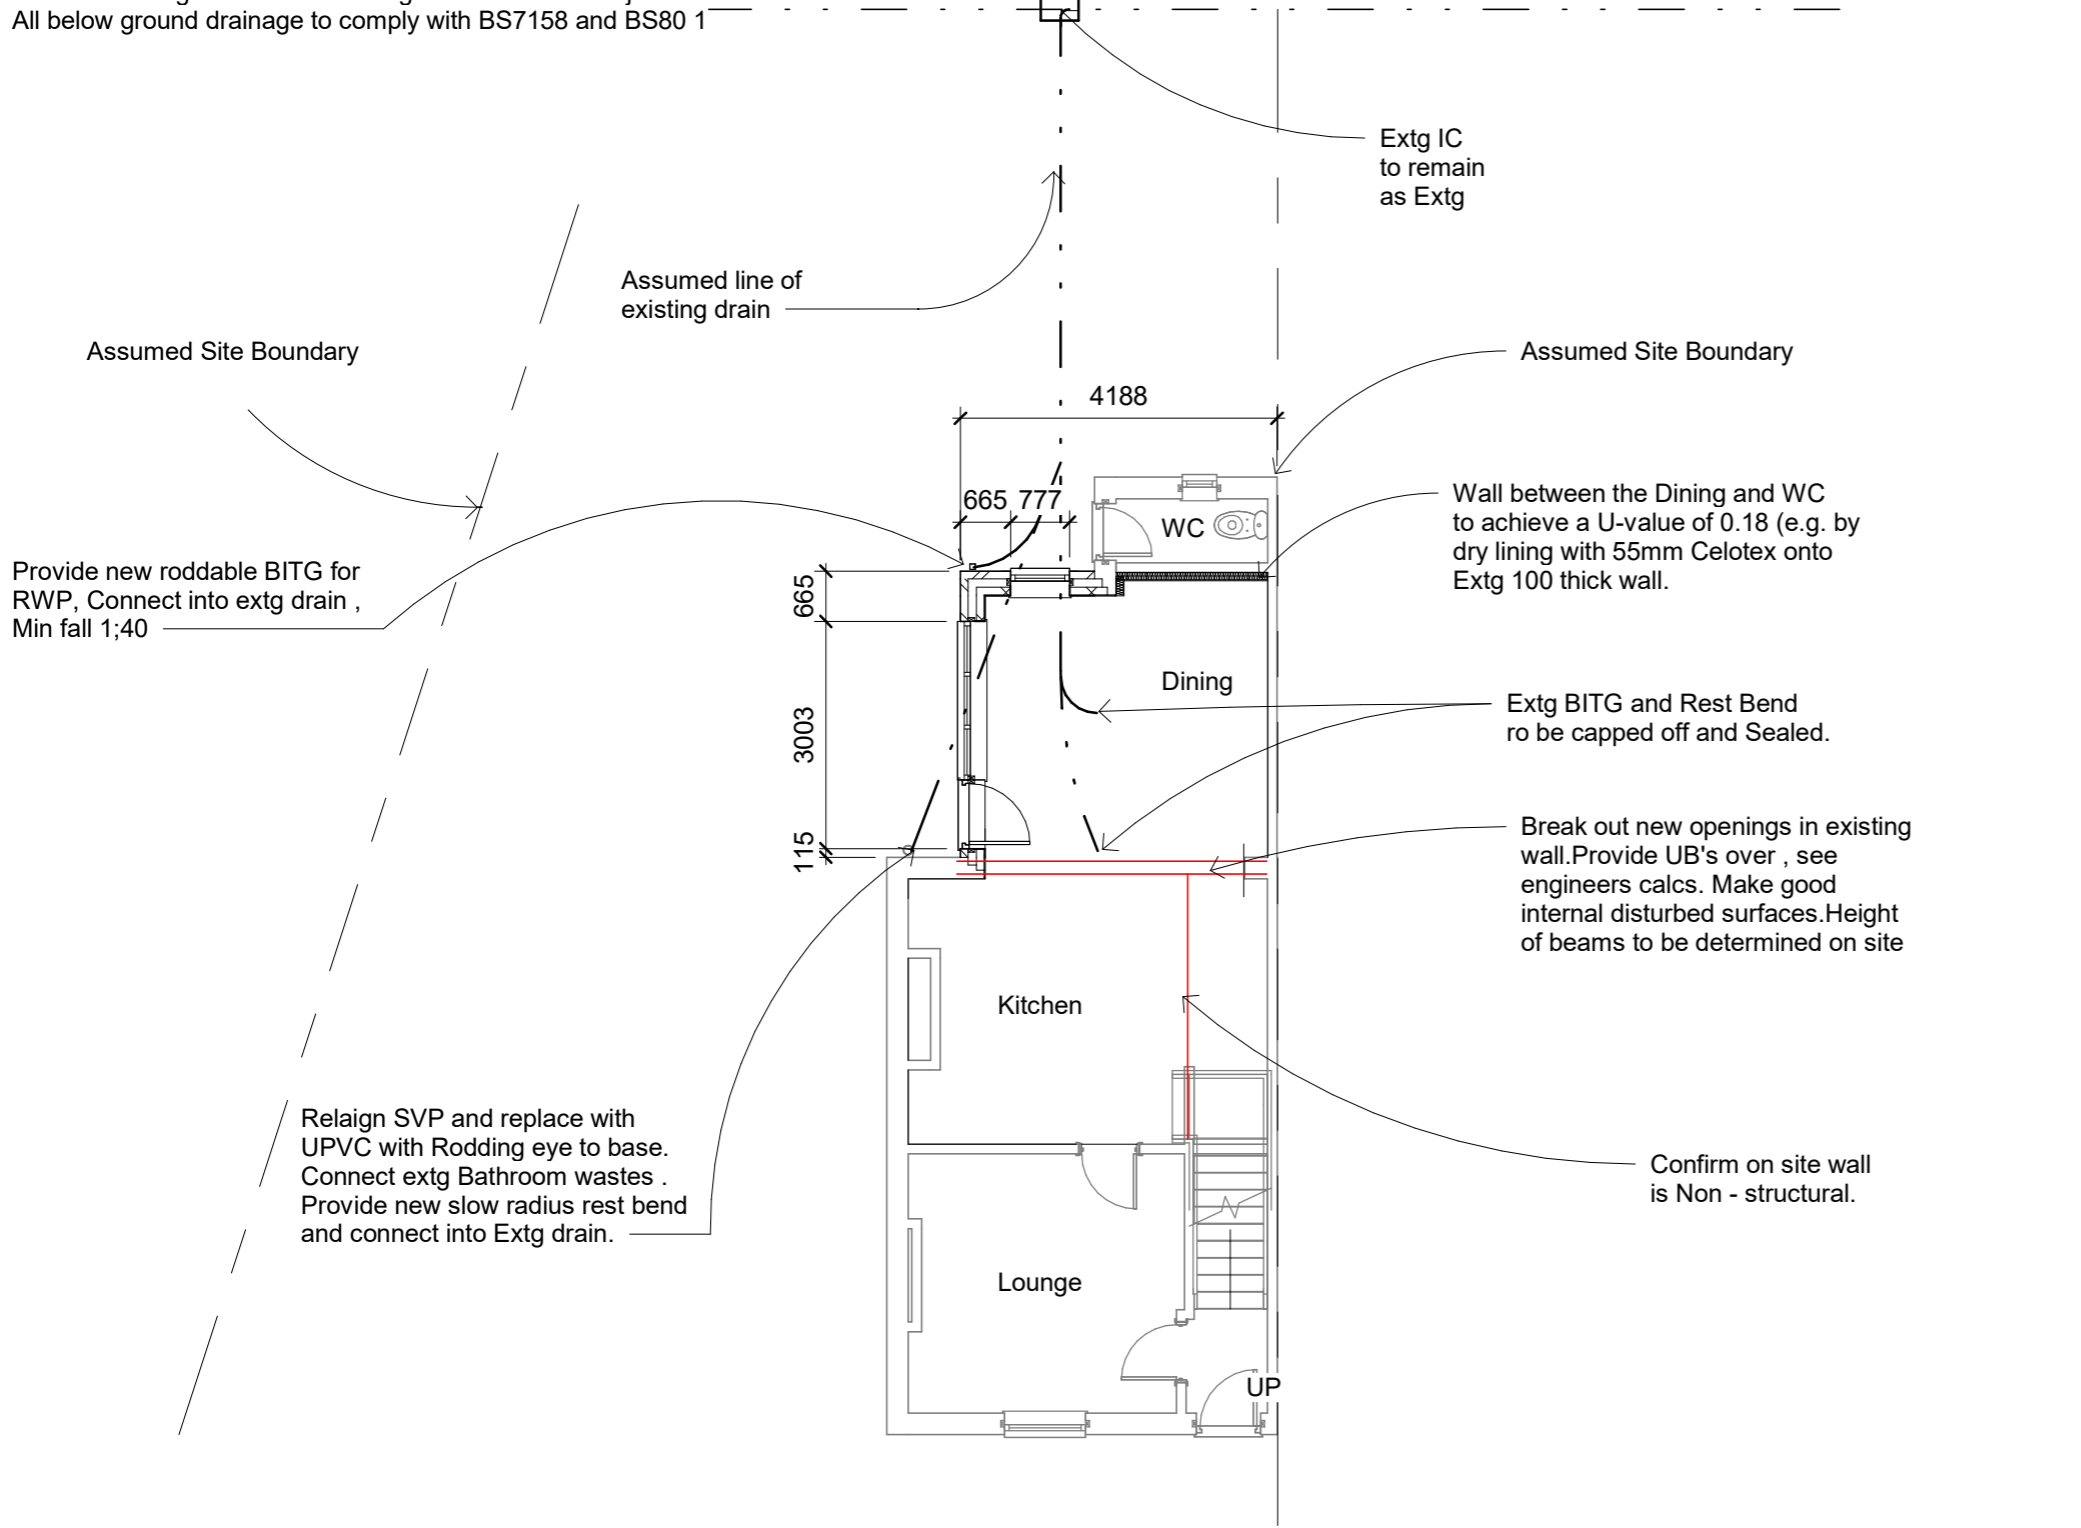 All below ground drainage to comply with BS7158 and BS80 1
Extg IC
to remain
as Extg
Assumed line of
existing drain
Assumed Site Boundary
Assumed Site Boundary
4188
665
777
WC
Wall between the Dining and WC
to achieve a U-value of 0.18 (e.g. by
dry lining with 55mm Celotex onto
Extg 100 thick wall.
Provide new roddable BITG for
RWP, Connect into extg drain ,
Min fall 1;40
665
3003
115
Dining
Extg BITG and Rest Bend
ro be capped off and Sealed.
Break out new openings in existing
wall.Provide UB's over , see
engineers calcs. Make good
internal disturbed surfaces.Height
of beams to be determined on site
Kitchen
Relaign SVP and replace with
UPVC with Rodding eye to base.
Connect extg Bathroom wastes .
Provide new slow radius rest bend
and connect into Extg drain.
Confirm on site wall
is Non - structural.
Lounge
UP